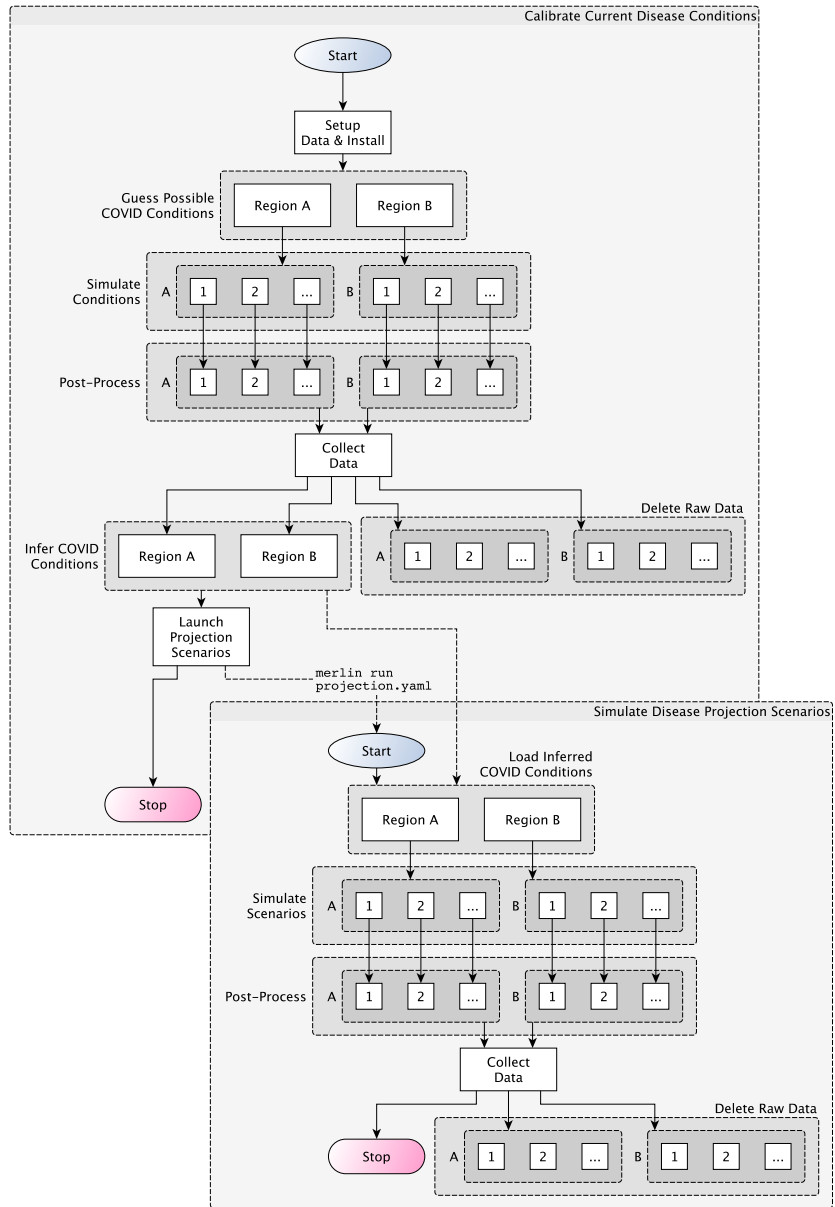 Calibrate Current Disease Conditions
Start
Setup
Data & Install
Guess Possible
COVID Conditions
Region A
Region B
Simulate
Conditions
A
1
2
...
B
1
2
...
Post-Process
A
1
2
...
B
1
2
...
Collect
Data
Delete Raw Data
Infer COVID
Conditions
Region A
Region B
A
1
2
...
B
1
2
...
Launch
Projection
Scenarios
merlin run
projection.yaml
Stop
Simulate Disease Projection Scenarios
Start
Load Inferred
COVID Conditions
Region A
Region B
Simulate
Scenarios
A
1
2
...
B
1
2
...
Post-Process
A
1
2
...
B
1
2
...
Collect
Data
Delete Raw Data
Stop
A
1
2
...
B
1
2
...